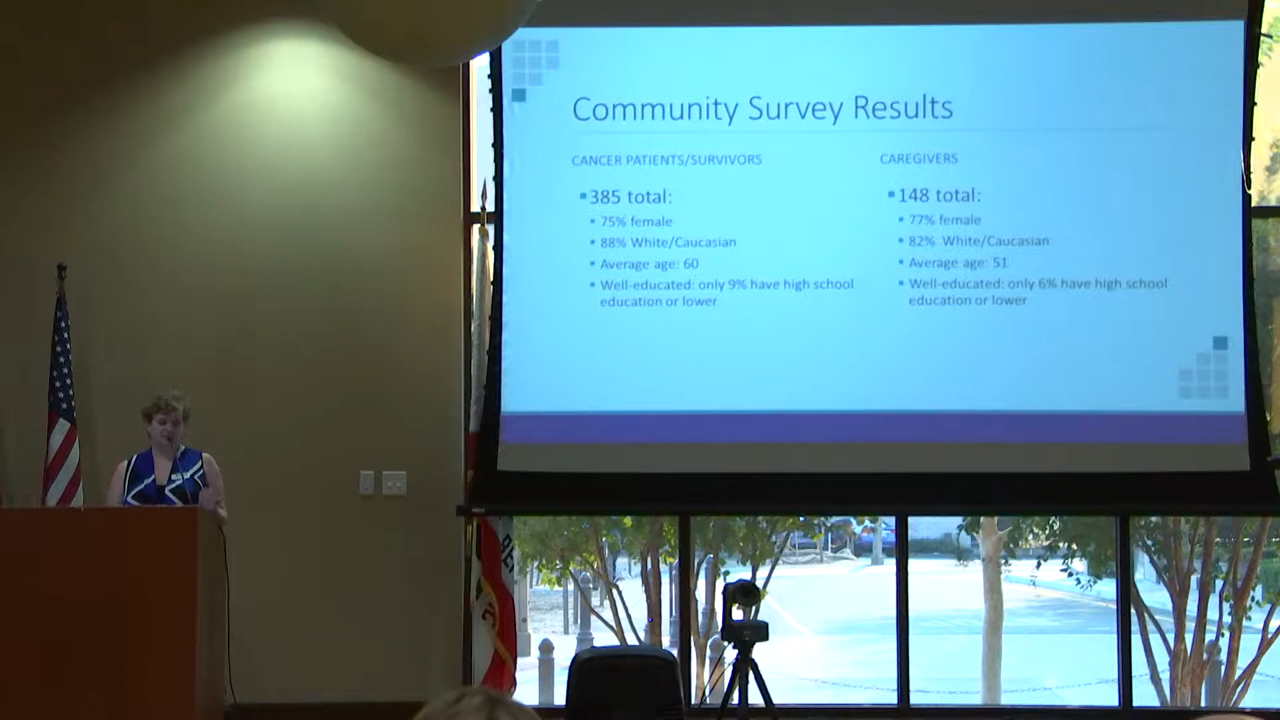 Community Survey Results
CANCER PATIENTS/SURVIVORS
385 total:
75% female
88% White/Caucasian
Average age: 60
Well-educated: only 9% have high school
education or lower
CAREGIVERS
148 total:
77% female
82% White/Caucasian
Average age: 51
Well-educated: only 6% have high school
education or lower